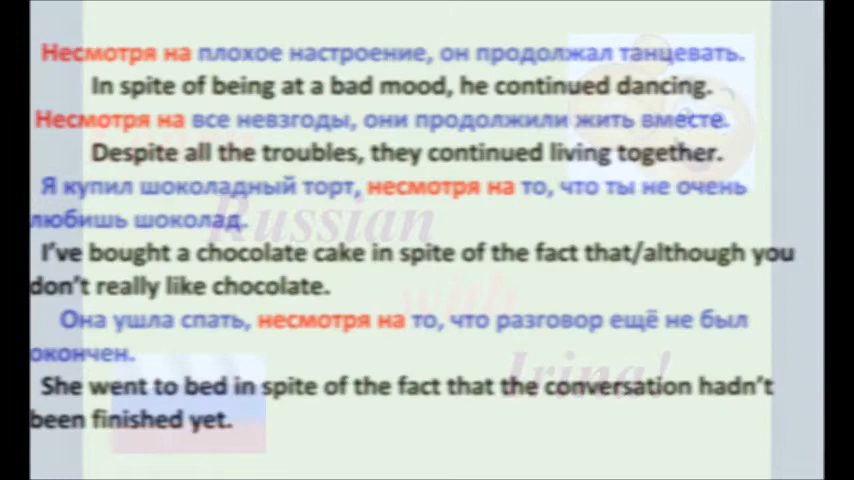 Несмотря на плохое настроение, он продолжал танцевать.
In spite of being at a bad mood, he continued dancing.
Несмотря на все невзгоды, они продолжили жить вместе.
Despite all the troubles, they continued living together.
Я купил шоколадный торт, несмотря на то, что ты не очень
любишь шоколад.
Russian
I've bought a chocolate cake in spite of the fact that/although you
don't really like chocolate.
with
Она ушла спать, несмотря на то, что разговор ещё не был
окончен.
Irina!
She went to bed in spite of the fact that the conversation hadn't
been finished yet.